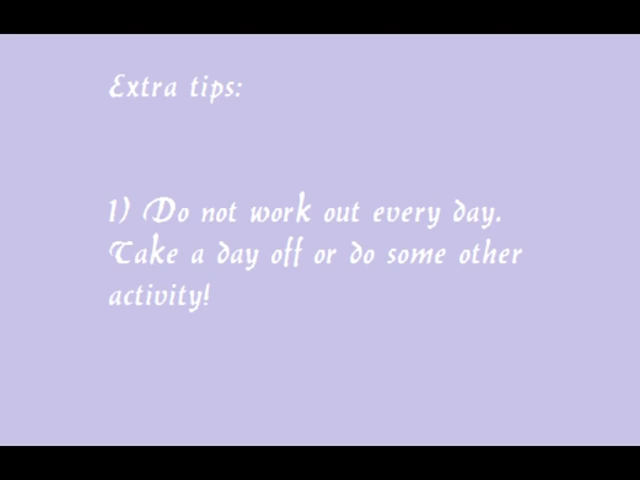 Extra tips:
1) Do not work out every day.
Take a day off or do some other
activity!